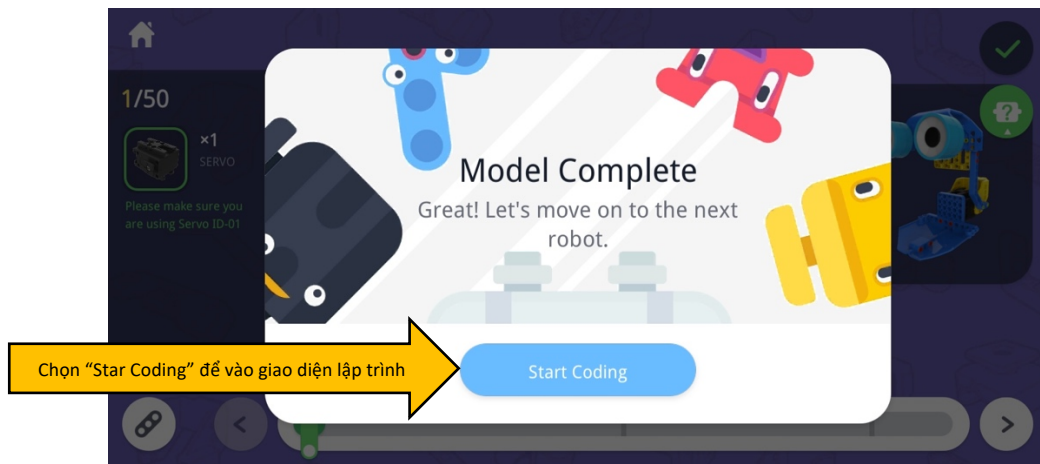 1/50
×1
SERVO
Please make sure you
are using Servo ID-01
Model Complete
Great! Let's move on to the next
robot.
Chọn “Star Coding” để vào giao diện lập trình
Start Coding